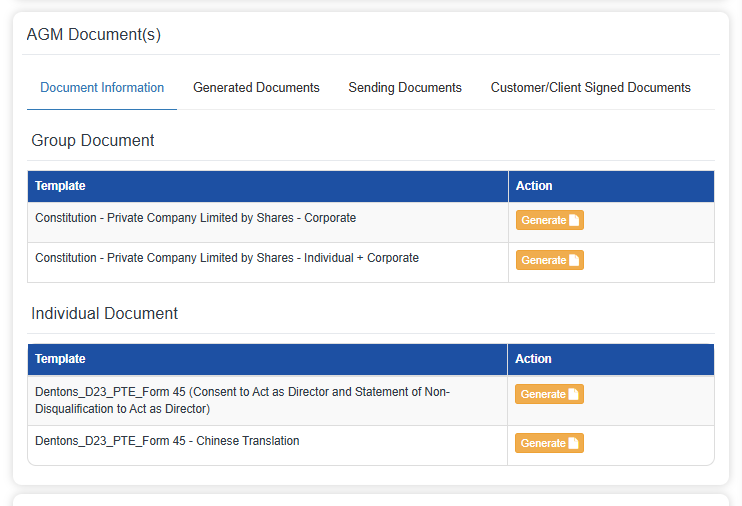 AGM Document(s)
Document Information Generated Documents Sending Documents Customer/Client Signed Documents
Group Document
Template Action
Constitution - Private Company Limited by Shares - Corporate Generate
Constitution - Private Company Limited by Shares - Individual + Corporate Generate
Individual Document
Template Action
Dentons_D23_PTE_Form 45 (Consent to Act as Director and Statement of Non- Generate
Disqualification to Act as Director)
Dentons_D23_PTE_Form 45 - Chinese Translation Generate